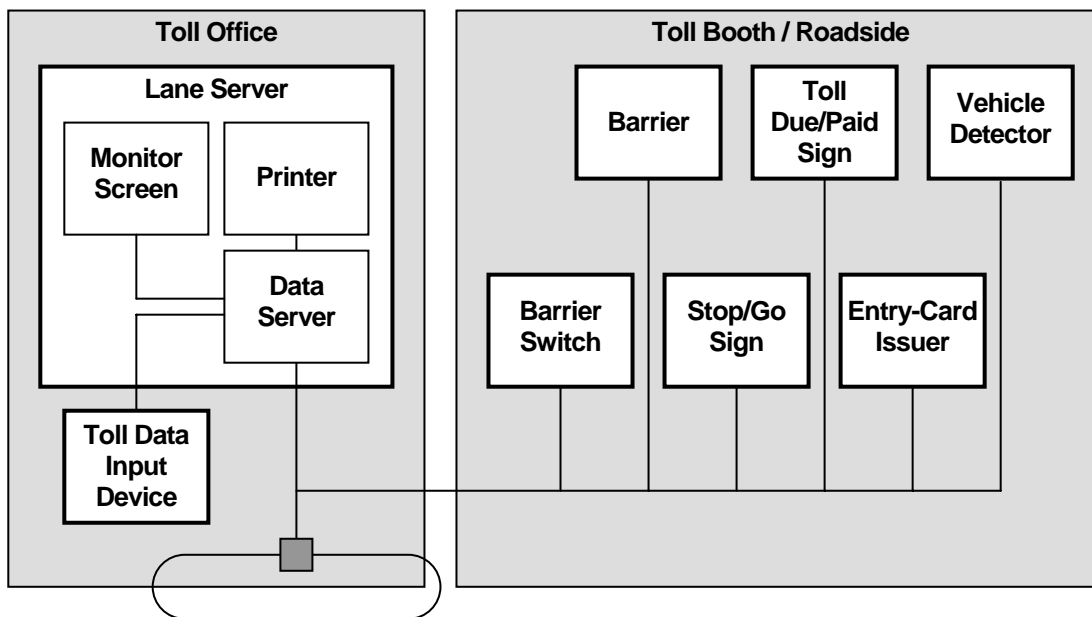 Toll Office
Lane Server
Monitor
Screen
Printer
Data
Server
Toll Data
Input
Device
Toll Booth / Roadside
Barrier
Toll
Due/Paid
Sign
Vehicle
Detector
Barrier
Switch
Stop/Go
Sign
Entry-Card
Issuer